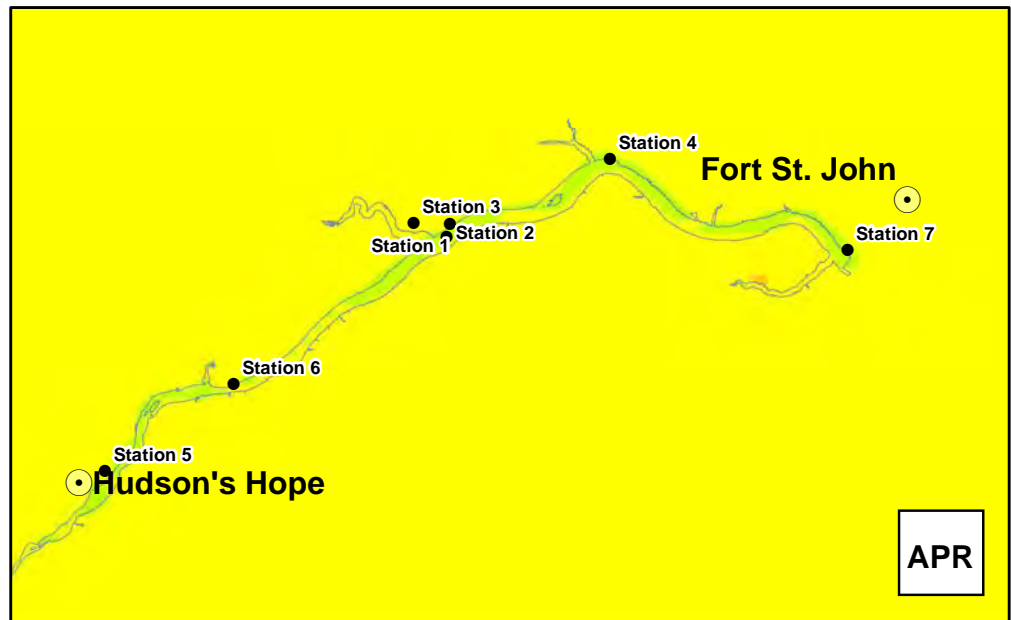 Station 4
Fort St. John
Station 3
Station 2
Station 1
Station 7
Station 6
Station 5
Hudson's Hope
APR